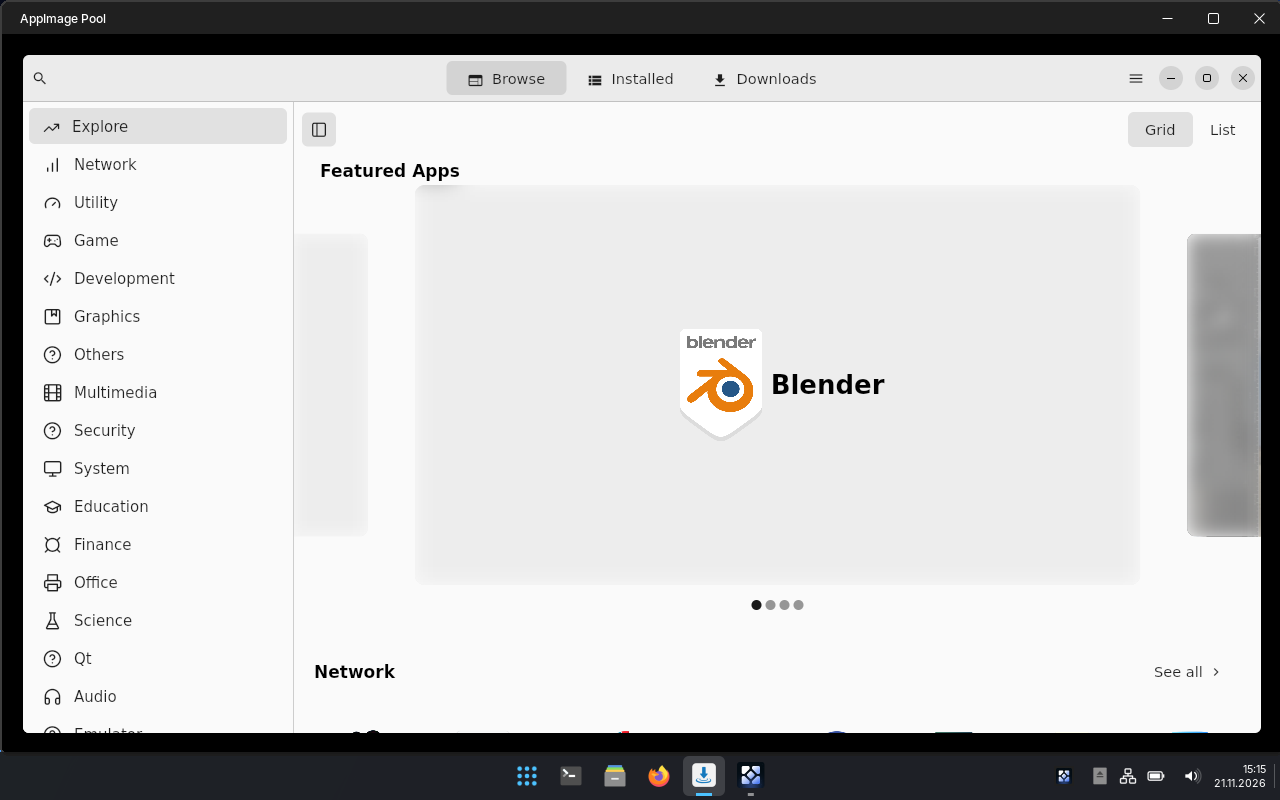 AppImage Pool
Browse
Installed
Downloads
Explore
Network
Utility
Game
Development
Graphics
Others
Multimedia
Security
System
Education
Finance
Office
Science
Qt
Audio
Emulator
Grid
List
Featured Apps
blender
Blender
Network
See all
15:15
21.11.2026